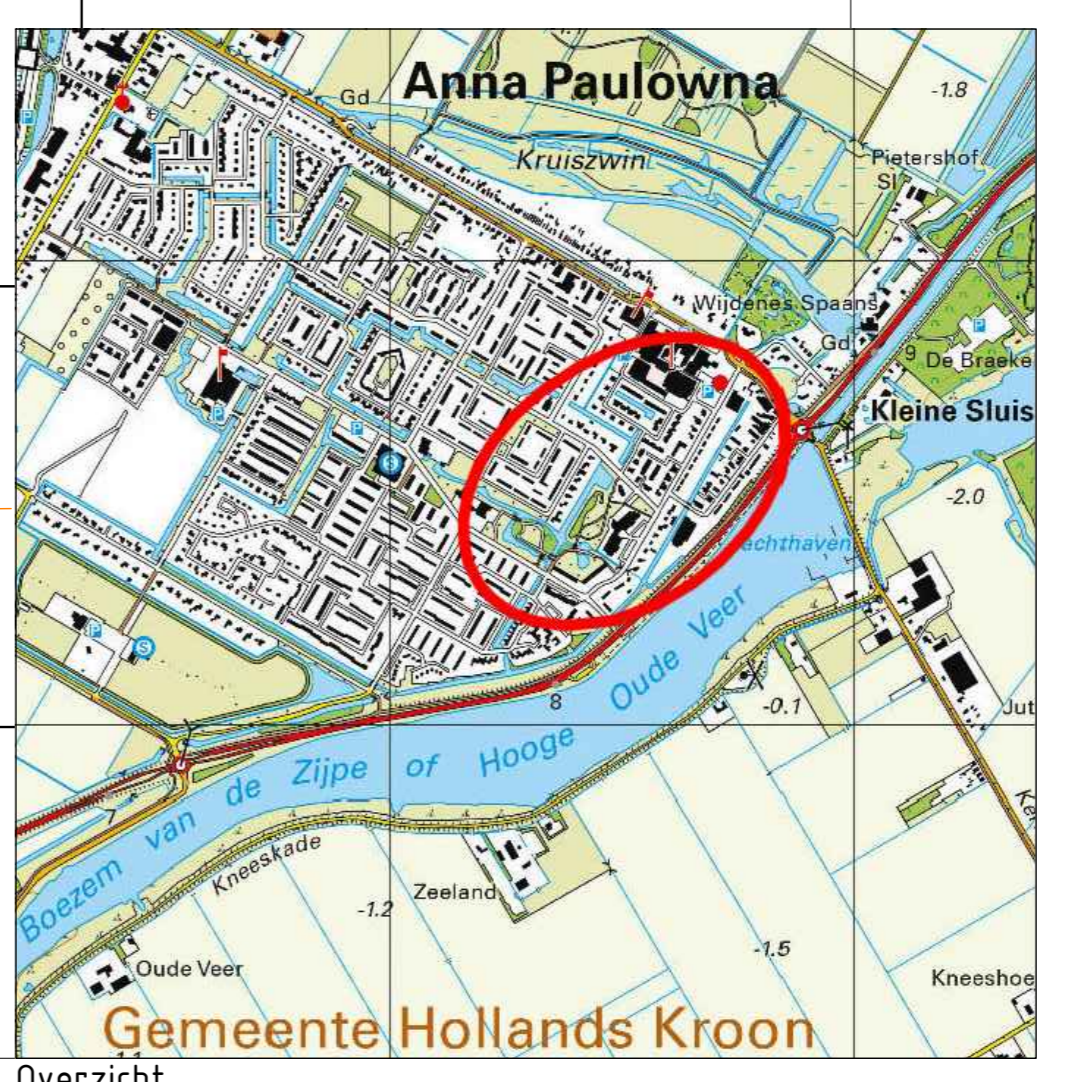 Anna Paulowna
Gd
-1.8
Kruiszwin
Pietershof
Sl
P
Wijdenes Spaans
P
Gd
9
De Braeke
P
P
Kleine Sluis
P
S
-2.0
echthaven
P
S
Oude Veer
8
-0.1
Jut
de Zijpe of Hooge
7
Boezem van
Kneeskade
Zeeland
-1.2
-1.5
Oude Veer
Kneeshoe
Gemeente Hollands Kroon
Overzicht